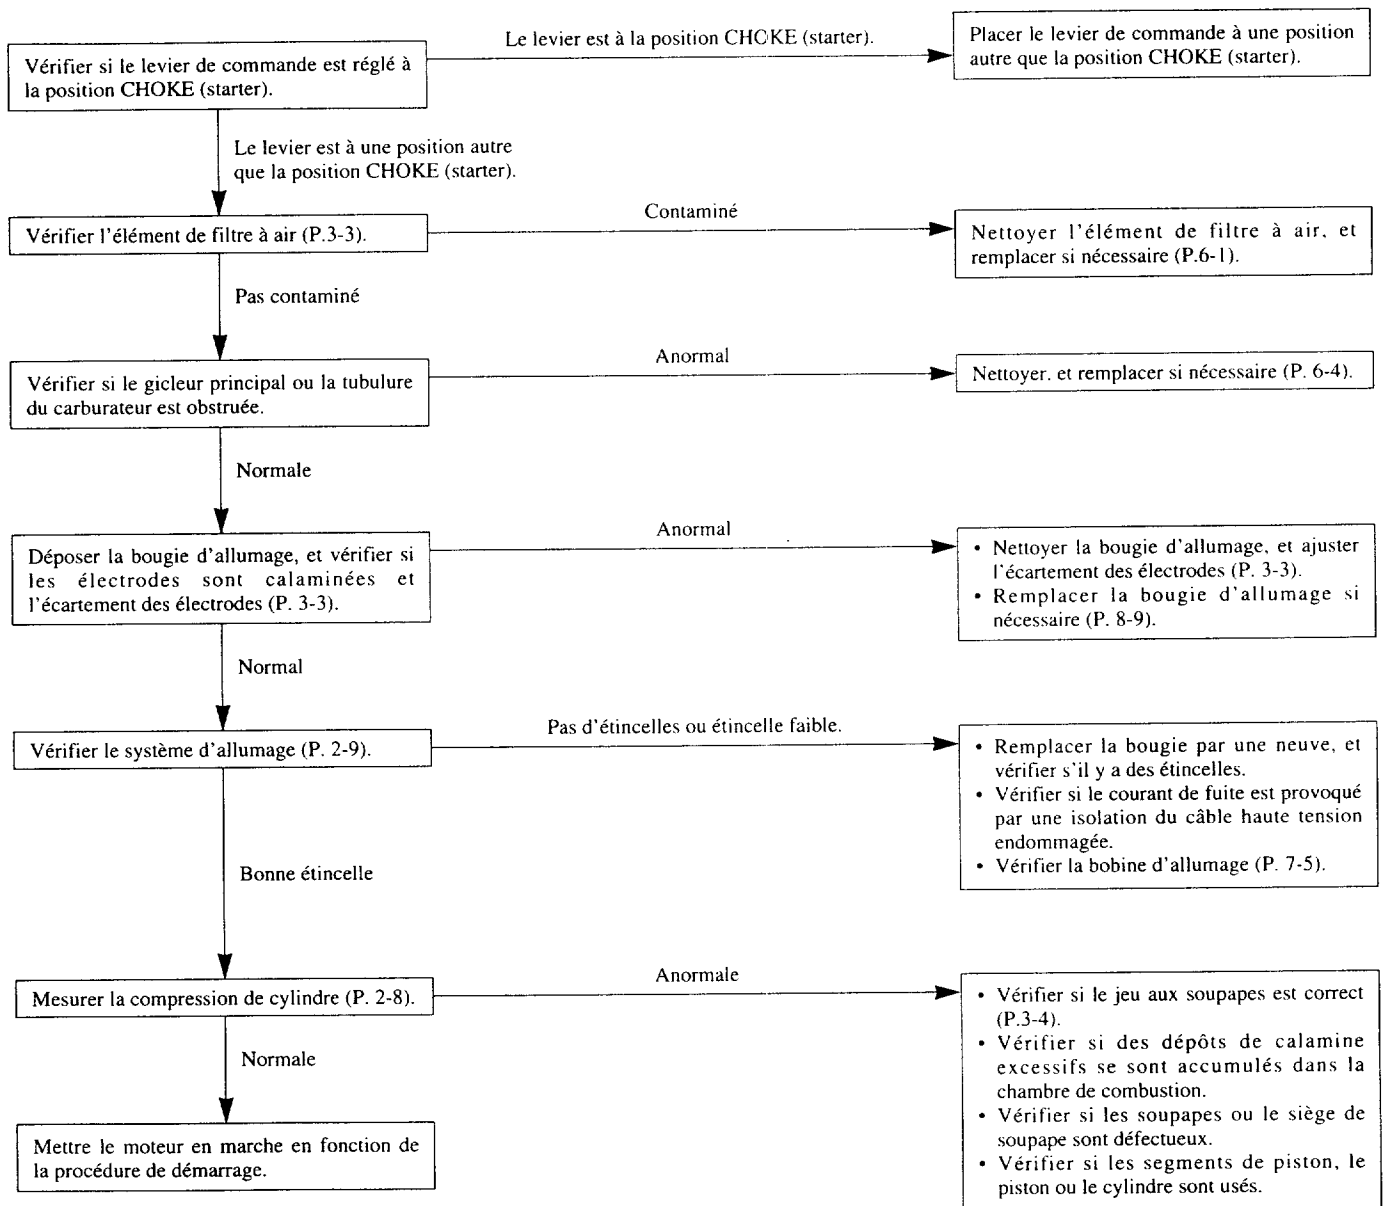 Vérifier si le levier de commande est réglé à
la position CHOKE (starter).
Le levier est à la position CHOKE (starter).
Placer le levier de commande à une position
autre que la position CHOKE (starter).
Le levier est à une position autre
que la position CHOKE (starter).
Vérifier l'élément de filtre à air (P.3-3).
Contaminé
Nettoyer l'élément de filtre à air, et
remplacer si nécessaire (P.6-1).
Pas contaminé
Vérifier si le gicleur principal ou la tubulure
du carburateur est obstruée.
Anormal
Nettoyer. et remplacer si nécessaire (P. 6-4).
Normale
Déposer la bougie d'allumage, et vérifier si
les électrodes sont calaminées et
l'écartement des électrodes (P. 3-3).
Anormal
• Nettoyer la bougie d'allumage, et ajuster
l'écartement des électrodes (P. 3-3).
• Remplacer la bougie d'allumage si
nécessaire (P. 8-9).
Normal
Vérifier le système d'allumage (P. 2-9).
Pas d'étincelles ou étincelle faible.
• Remplacer la bougie par une neuve, et
vérifier s'il y a des étincelles.
• Vérifier si le courant de fuite est provoqué
par une isolation du câble haute tension
endommagée.
• Vérifier la bobine d'allumage (P. 7-5).
Bonne étincelle
Mesurer la compression de cylindre (P. 2-8).
Anormale
• Vérifier si le jeu aux soupapes est correct
(P.3-4).
• Vérifier si des dépôts de calamine
excessifs se sont accumulés dans la
chambre de combustion.
• Vérifier si les soupapes ou le siège de
soupape sont défectueux.
• Vérifier si les segments de piston, le
piston ou le cylindre sont usés.
Normale
Mettre le moteur en marche en fonction de
la procédure de démarrage.